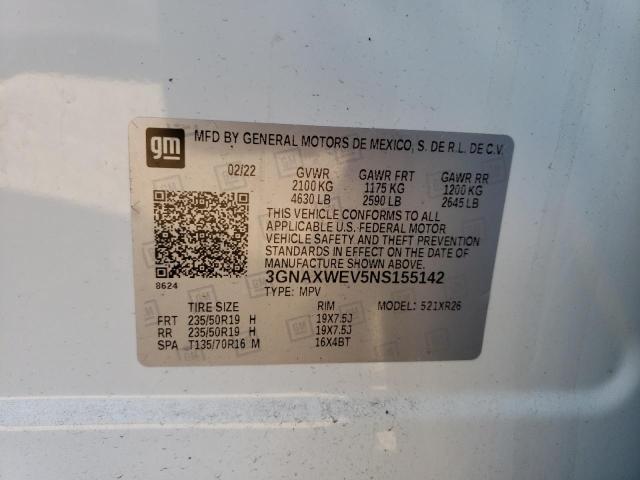 gm MFD BY GENERAL MOTORS DE MEXICO, S. DE R.L. DE C.V.
02/22 GVWR GAWR FRT GAWR RR
2100 KG 1175 KG 1200 KG
4630 LB 2590 LB 2645 LB
THIS VEHICLE CONFORMS TO ALL
APPLICABLE U.S. FEDERAL MOTOR
VEHICLE SAFETY AND THEFT PREVENTION
STANDARDS IN EFFECT ON THE DATE OF
MANUFACTURE SHOWN ABOVE.
8624 3GNAXWEV5NS155142
TYPE: MPV
TIRE SIZE RIM MODEL: 521XR26
FRT 235/50R19 H 19X7.5J
RR 235/50R19 H 19X7.5J
SPA T135/70R16 M 16X4BT